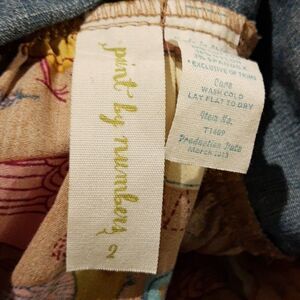 paint by numbers
2
*EXCLUSIVE OF TRIM
Care
WASH COLD
LAY FLAT TO DRY
Item No.
Production Date
March 2013